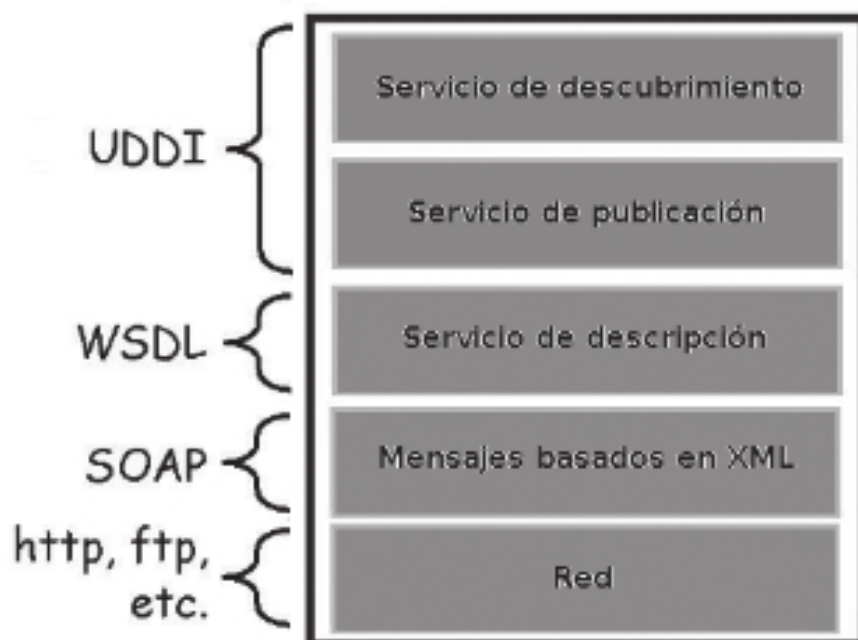 UDDI
Servicio de descubrimiento
Servicio de publicación
WSDL
Servicio de descripción
SOAP
Mensajes basados en XML
http, ftp,
etc.
Red